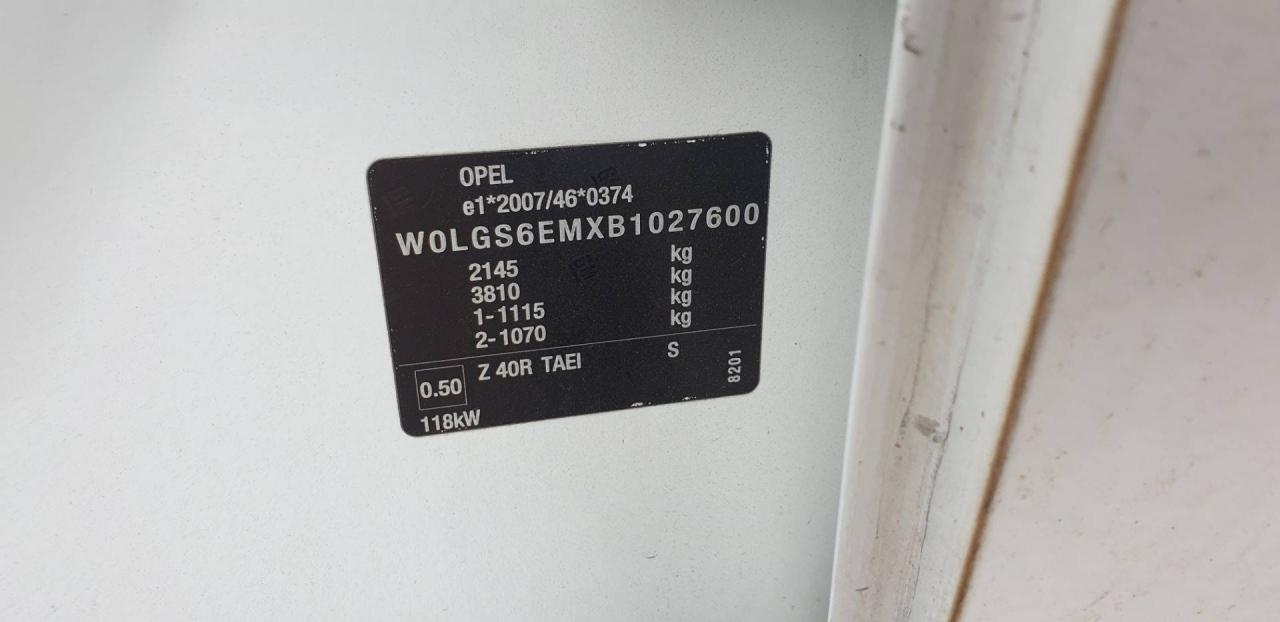 OPEL
e1*2007/46*0374
W0LGS6EMXB1027600
2145 kg
3810 kg
1-1115 kg
2-1070 kg
0.50 Z 40R TAEI S
8201
118kW